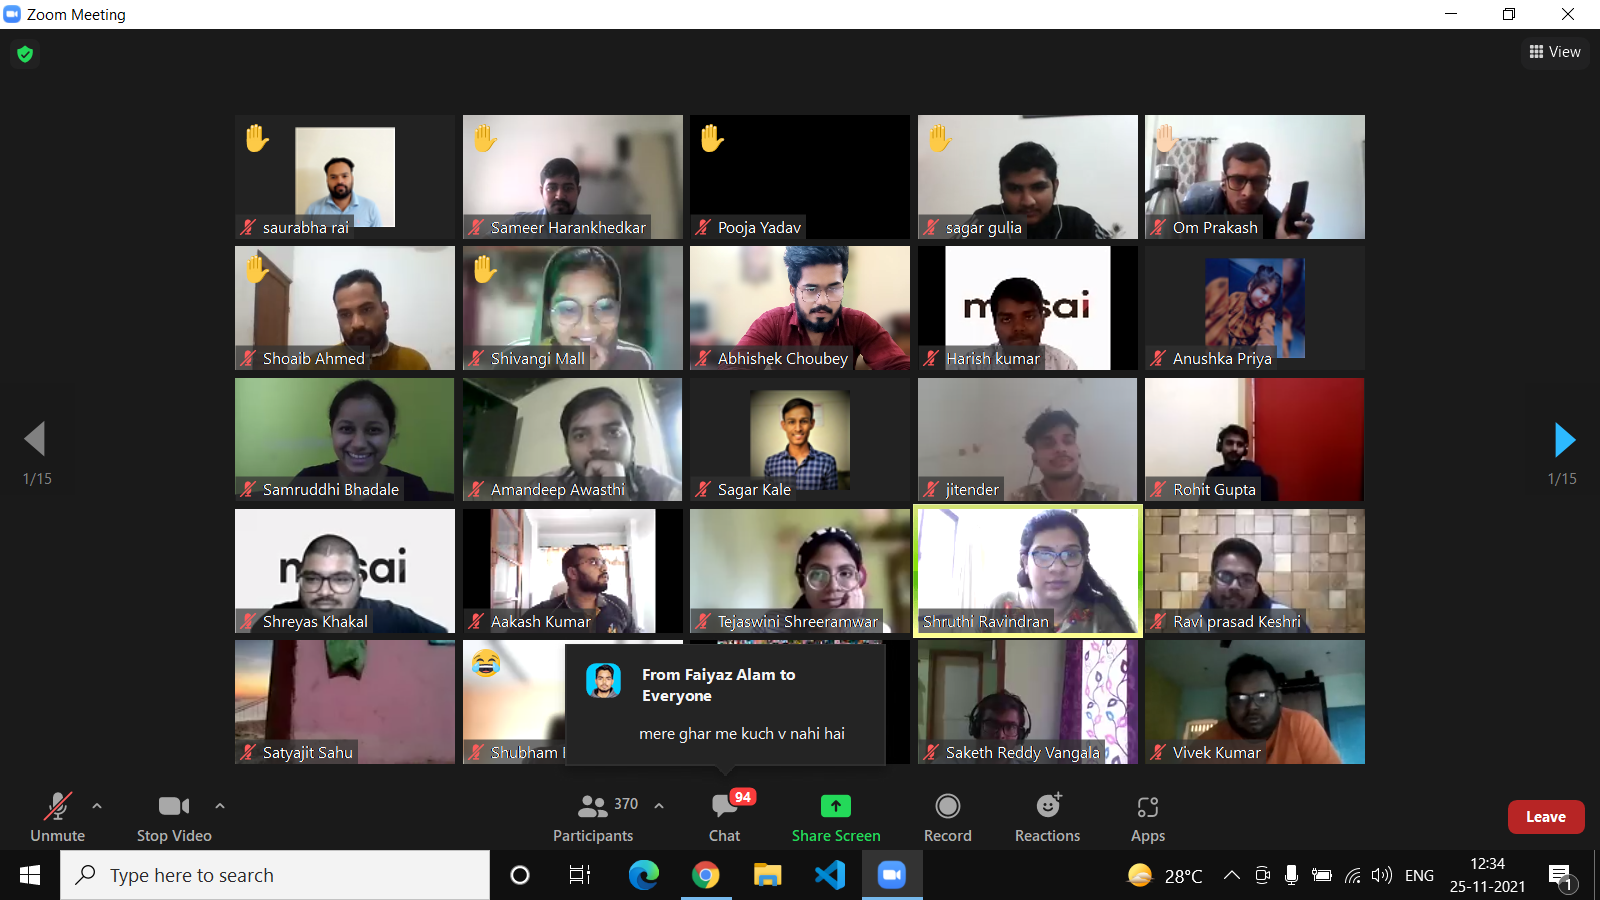 Zoom Meeting
View
saurabha rai
Sameer Harankhedkar
Pooja Yadav
sagar gulia
Om Prakash
Shoaib Ahmed
Shivangi Mall
Abhishek Choubey
Harish kumar
Anushka Priya
Samruddhi Bhadale
Amandeep Awasthi
Sagar Kale
jitender
Rohit Gupta
1/15
1/15
Shreyas Khakal
Aakash Kumar
Tejaswini Shreeramwar
Shruthi Ravindran
Ravi prasad Keshri
Satyajit Sahu
Shubham
From Faiyaz Alam to
Everyone
mere ghar me kuch v nahi hai
Saketh Reddy Vangala
Vivek Kumar
Unmute
Stop Video
370
Participants
94
Chat
Share Screen
Record
Reactions
Apps
Leave
Type here to search
28°C
ENG
12:34
25-11-2021
1